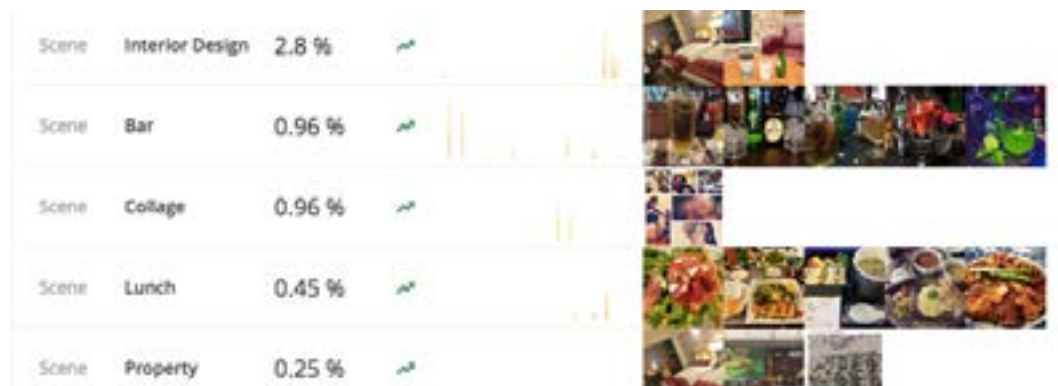 Scene Interior Design 2.8 %
Scene Bar 0.96 %
Scene Collage 0.96 %
Scene Lunch 0.45 %
Scene Property 0.25 %